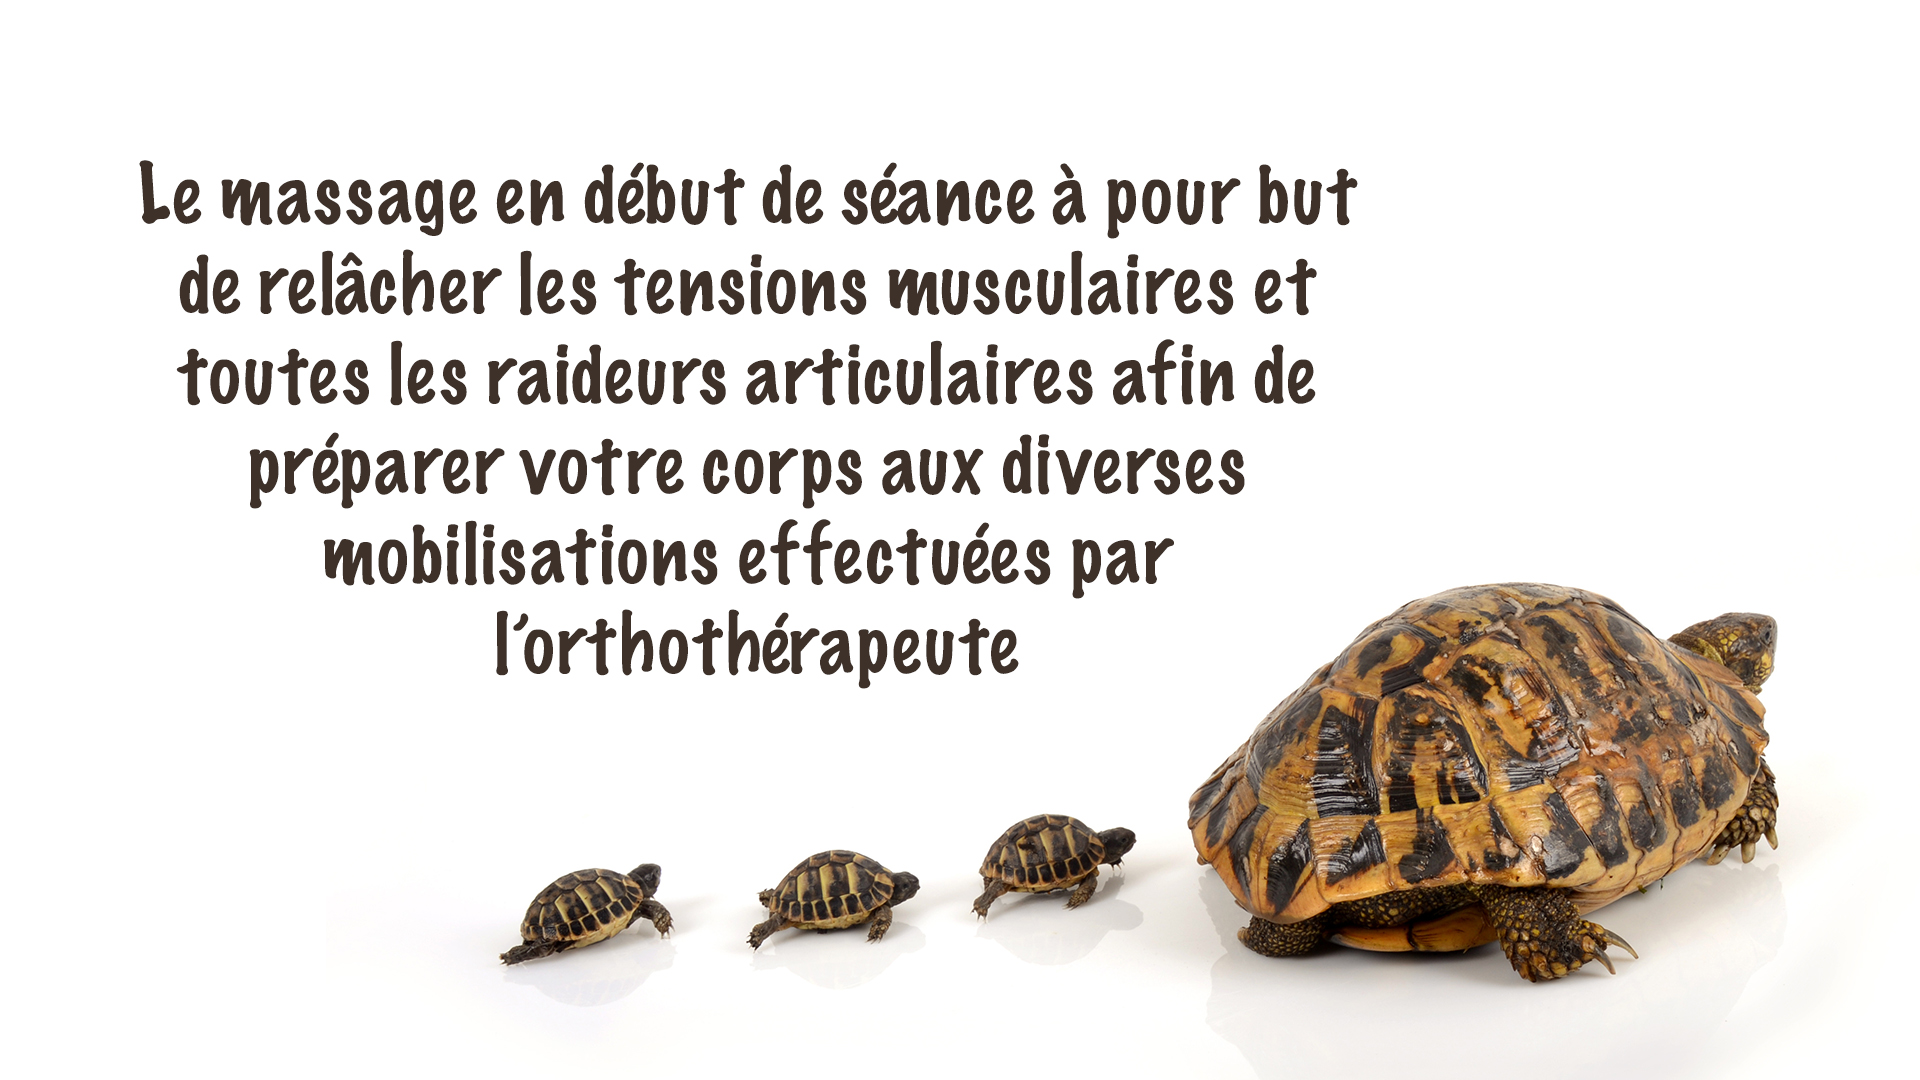 Le massage en début de séance à pour but
de relâcher les tensions musculaires et
toutes les raideurs articulaires afin de
préparer votre corps aux diverses
mobilisations effectuées par
l’orthothérapeute